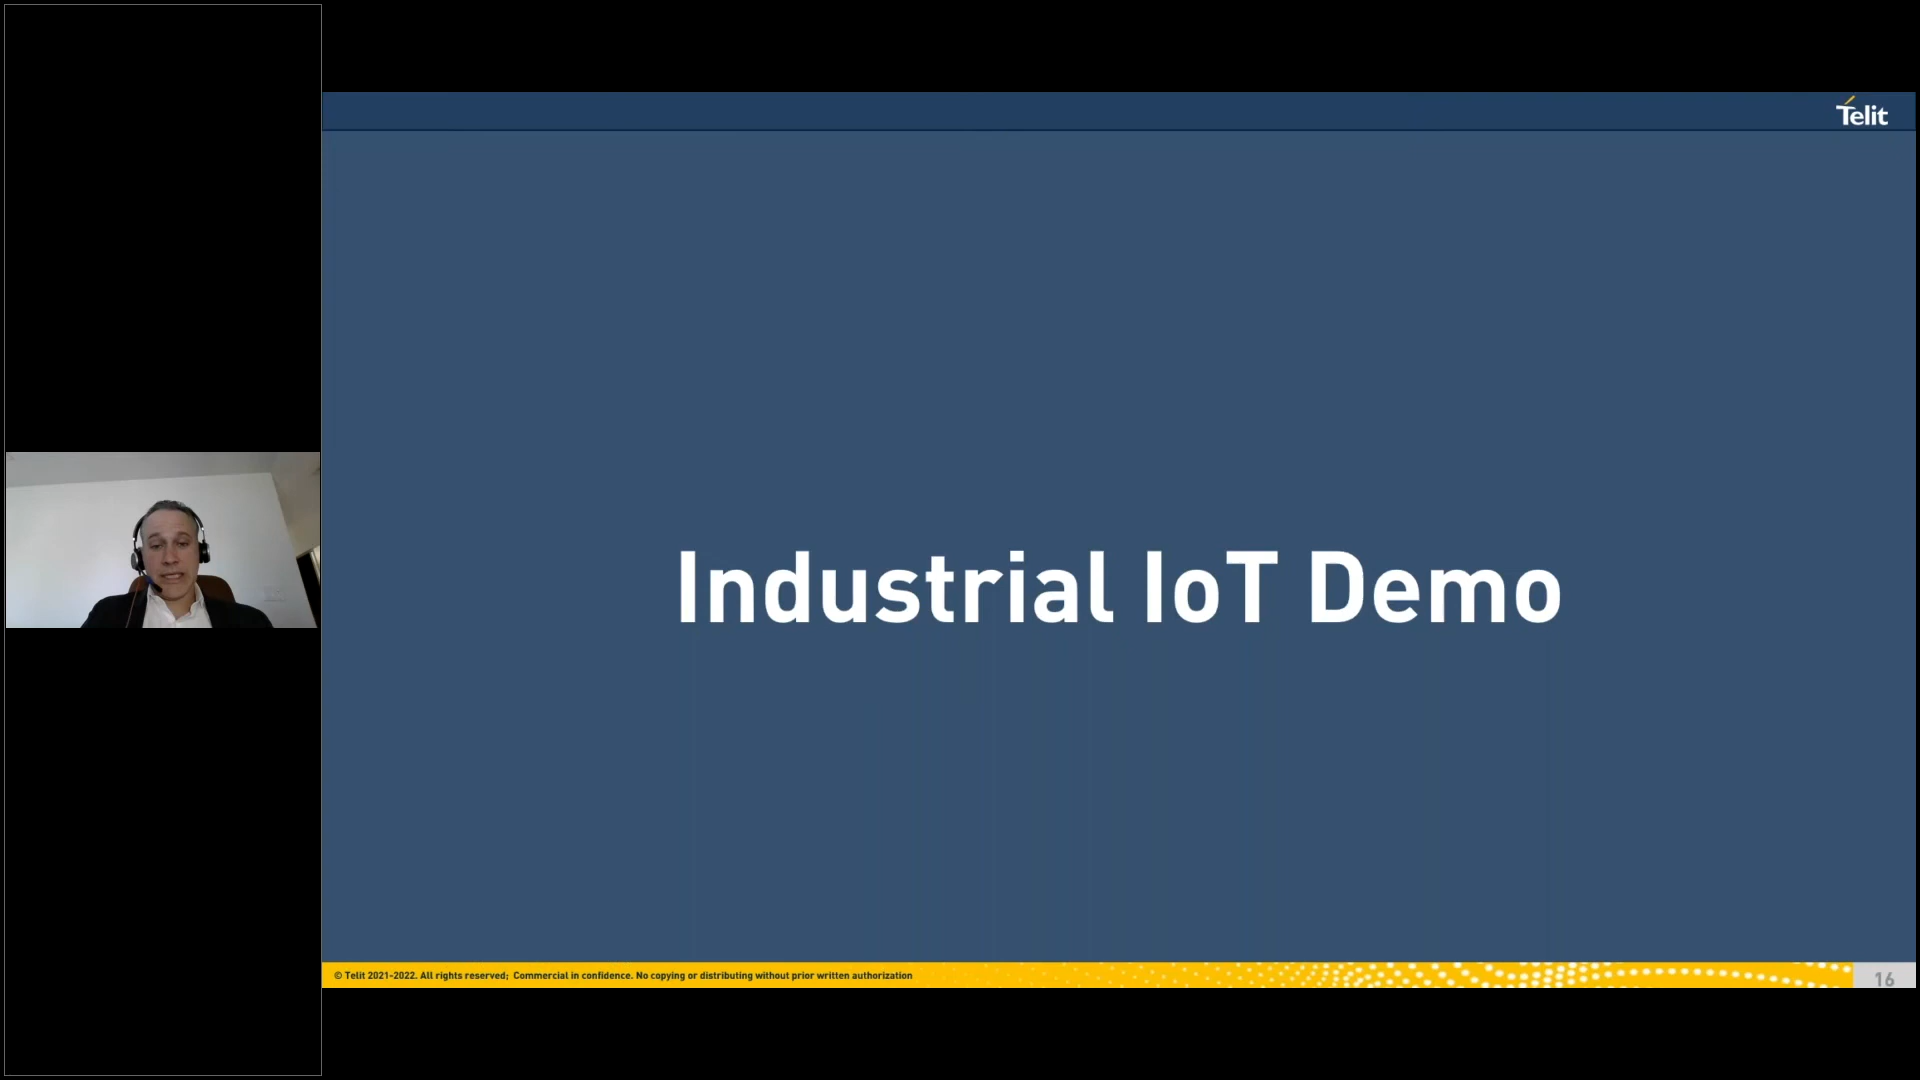 Telit
Industrial IoT Demo
© Telit 2021-2022. All rights reserved; Commercial in confidence. No copying or distributing without prior written authorization
16